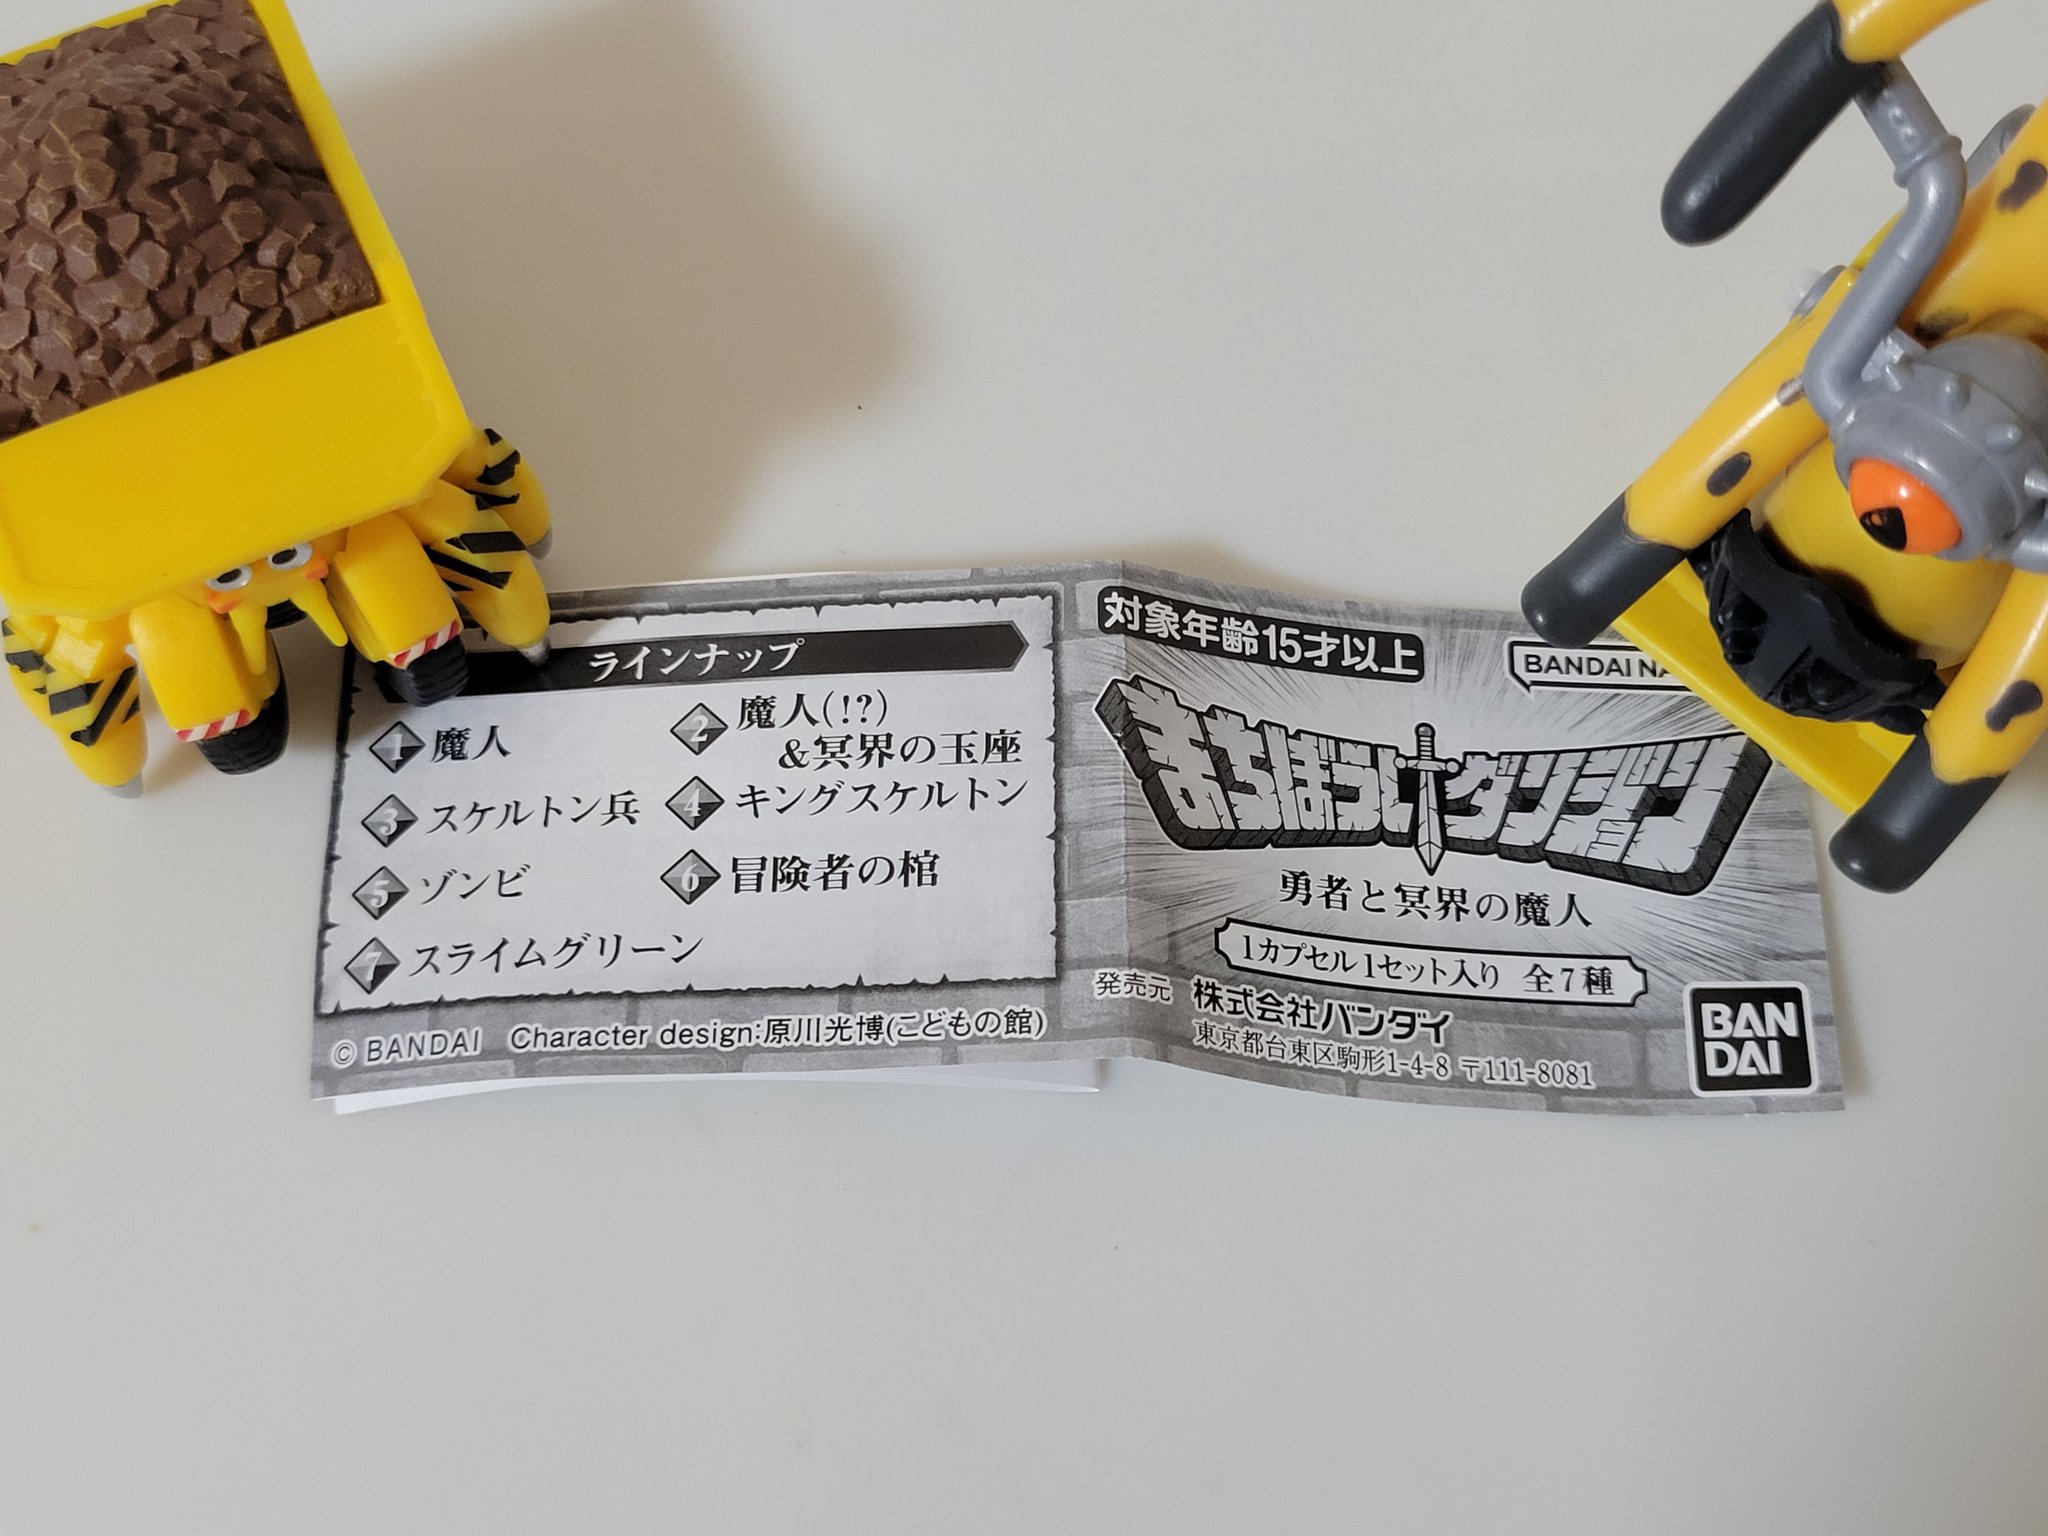 ラインナップ
1 魔人
2 魔人(!?)
&冥界の玉座
3 スケルトン兵
4 キングスケルトン
5 ゾンビ
6 冒険者の棺
7 スライムグリーン
© BANDAI Character design:原川光博(こどもの館)
対象年齢15才以上
BANDAI
まちぼうけダンジョン
勇者と冥界の魔人
1カプセル1セット入り 全7種
発売元 株式会社バンダイ
東京都台東区駒形1-4-8 〒111-8081
BAN
DAI